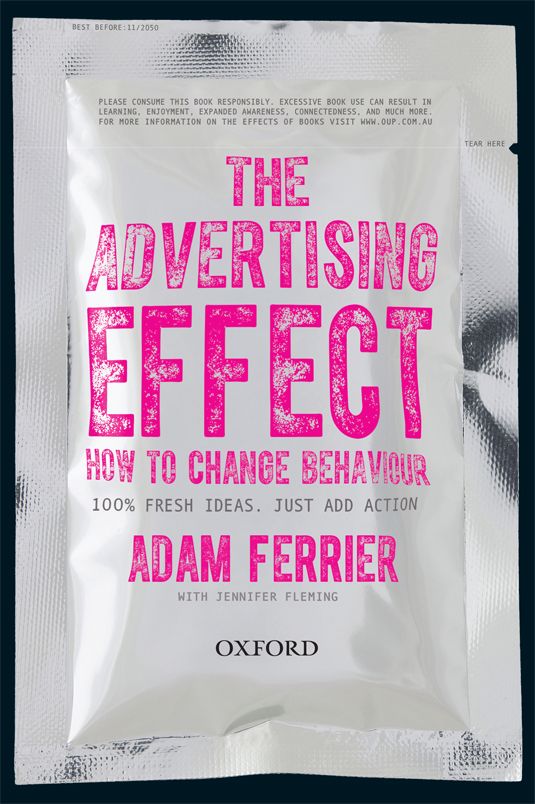 BEST BEFORE:11/2050
PLEASE CONSUME THIS BOOK RESPONSIBLY. EXCESSIVE BOOK USE CAN RESULT IN
LEARNING, ENJOYMENT, EXPANDED AWARENESS, CONNECTEDNESS, AND MUCH MORE.
FOR MORE INFORMATION ON THE EFFECTS OF BOOKS VISIT WWW.OUP.COM.AU
TEAR HERE
THE
ADVERTISING
EFFECT
HOW TO CHANGE BEHAVIOUR
100% FRESH IDEAS. JUST ADD ACTION
ADAM FERRIER
WITH JENNIFER FLEMING
OXFORD